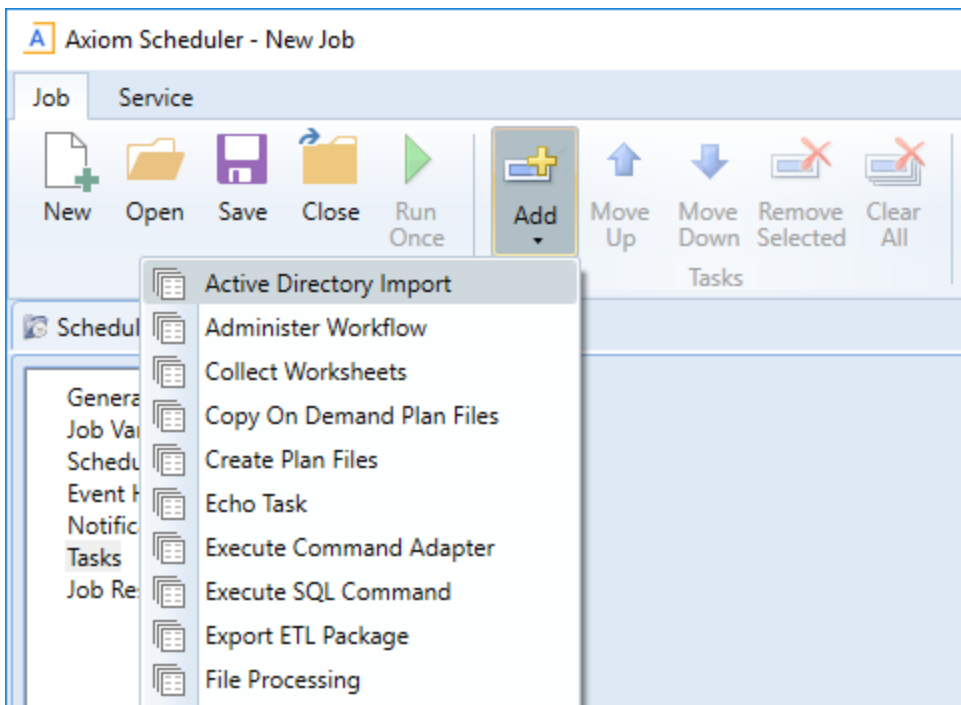 A Axiom Scheduler - New Job
Job Service
New Open Save Close Run Once Add Move Up Move Down Remove Selected Clear All
Tasks
Active Directory Import
Administer Workflow
Collect Worksheets
Copy On Demand Plan Files
Create Plan Files
Echo Task
Execute Command Adapter
Execute SQL Command
Export ETL Package
File Processing
Schedul
Genera
Job Va
Schedu
Event H
Notific
Tasks
Job Re